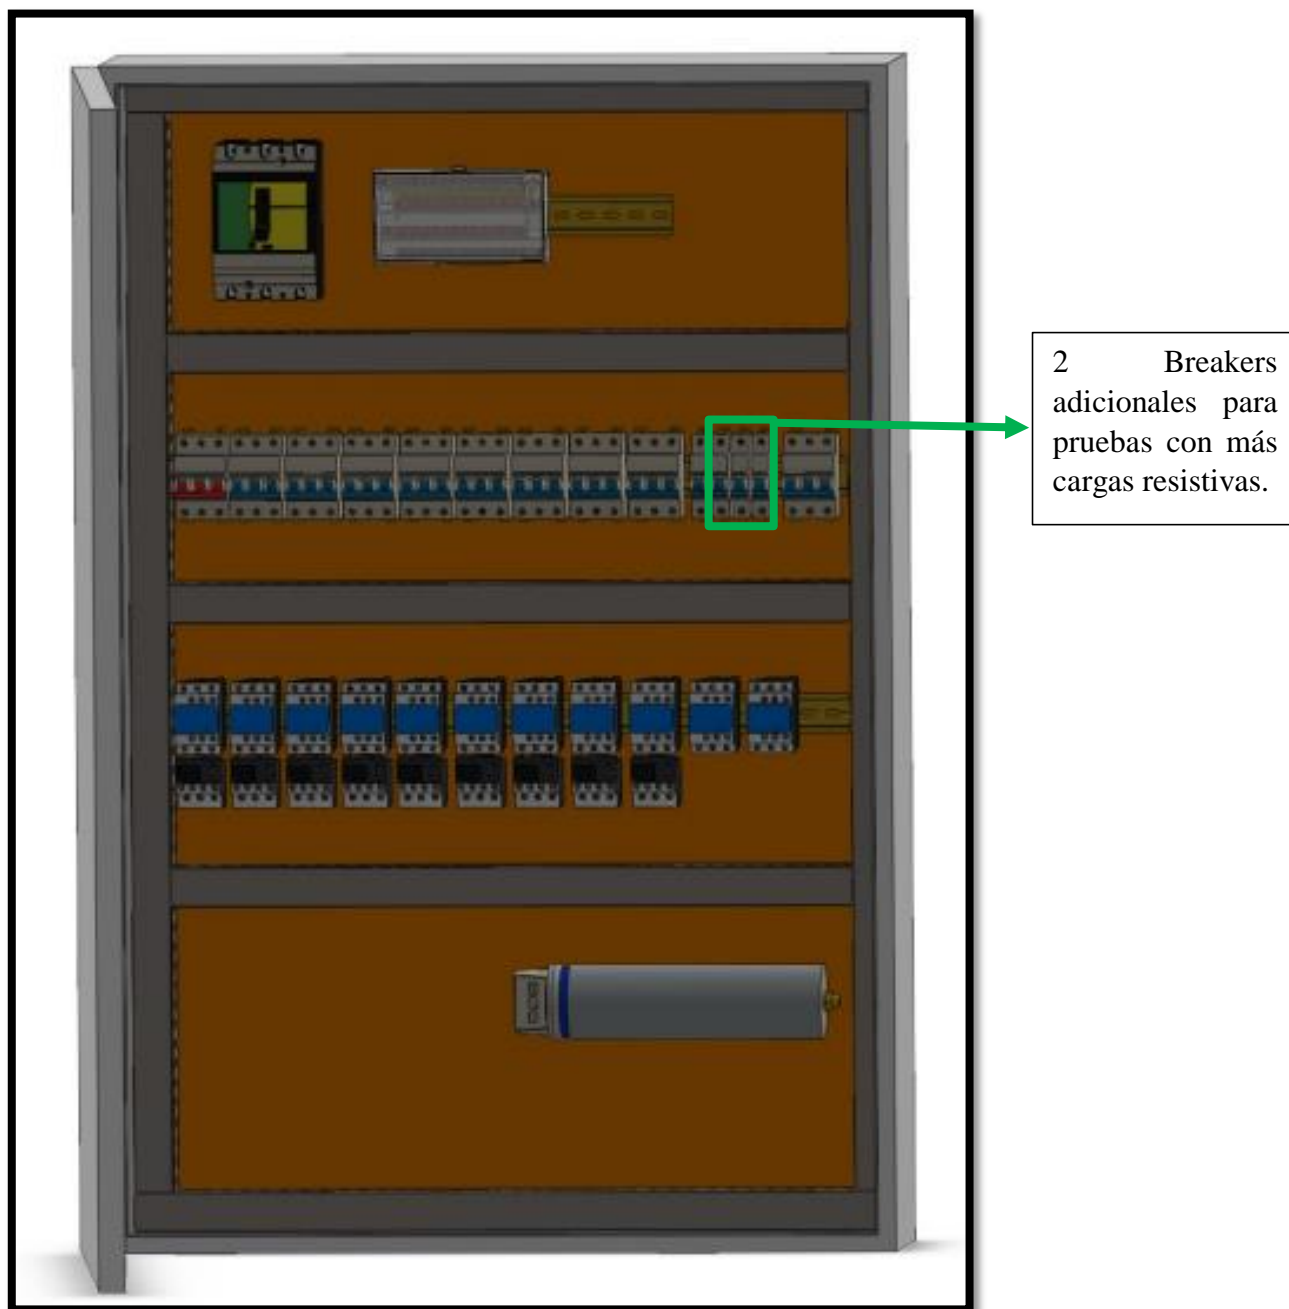 2 Breakers
adicionales para
pruebas con más
cargas resistivas.